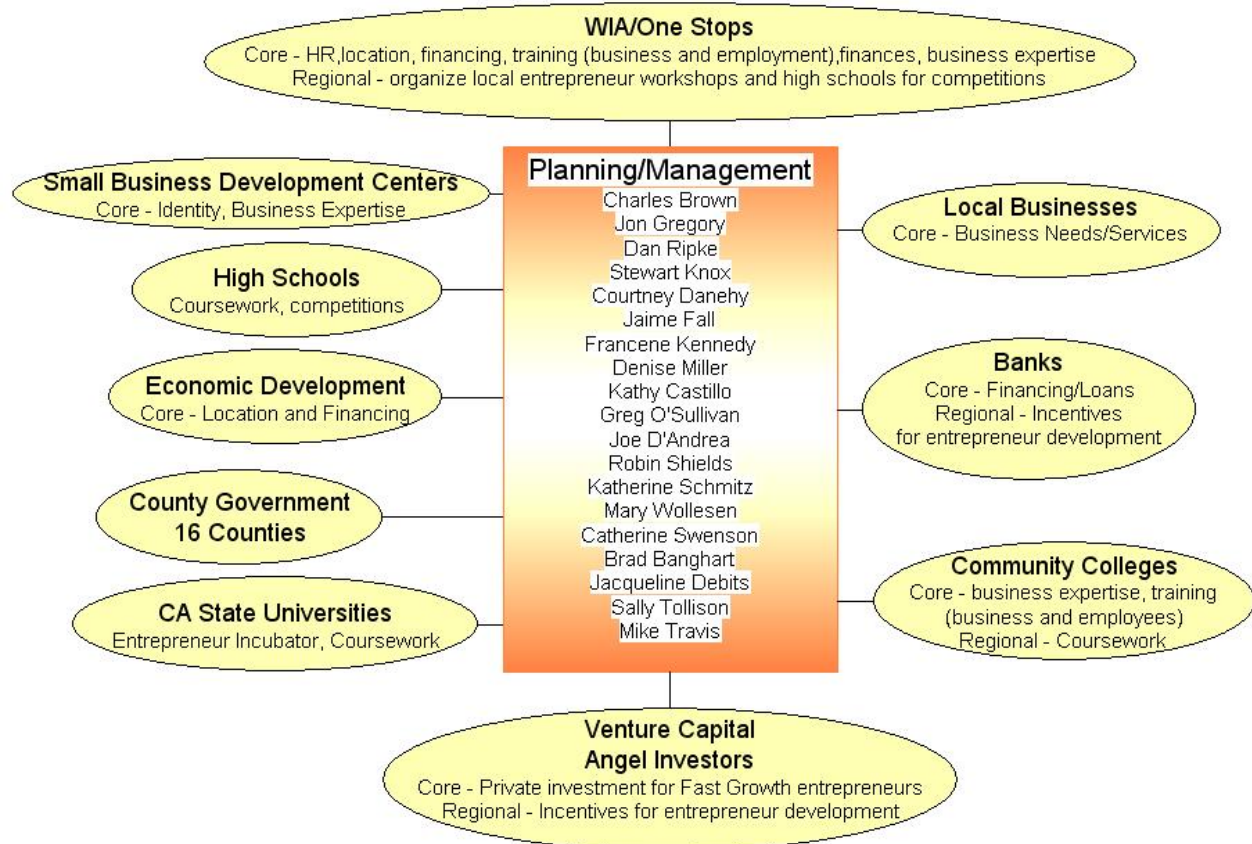 WIA/One Stops
Core - HR,location, financing, training (business and employment),finances, business expertise
Regional - organize local entrepreneur workshops and high schools for competitions
Planning/Management
Charles Brown
Jon Gregory
Dan Ripke
Stewart Knox
Courtney Danehy
Jaime Fall
Francene Kennedy
Denise Miller
Kathy Castillo
Greg O'Sullivan
Joe D'Andrea
Robin Shields
Katherine Schmitz
Mary Wollesen
Catherine Swenson
Brad Banghart
Jacqueline Debits
Sally Tollison
Mike Travis
Small Business Development Centers
Core - Identity, Business Expertise
High Schools
Coursework, competitions
Economic Development
Core - Location and Financing
County Government
16 Counties
CA State Universities
Entrepreneur Incubator, Coursework
Local Businesses
Core - Business Needs/Services
Banks
Core - Financing/Loans
Regional - Incentives
for entrepreneur development
Community Colleges
Core - business expertise, training
(business and employees)
Regional - Coursework
Venture Capital
Angel Investors
Core - Private investment for Fast Growth entrepreneurs
Regional - Incentives for entrepreneur development